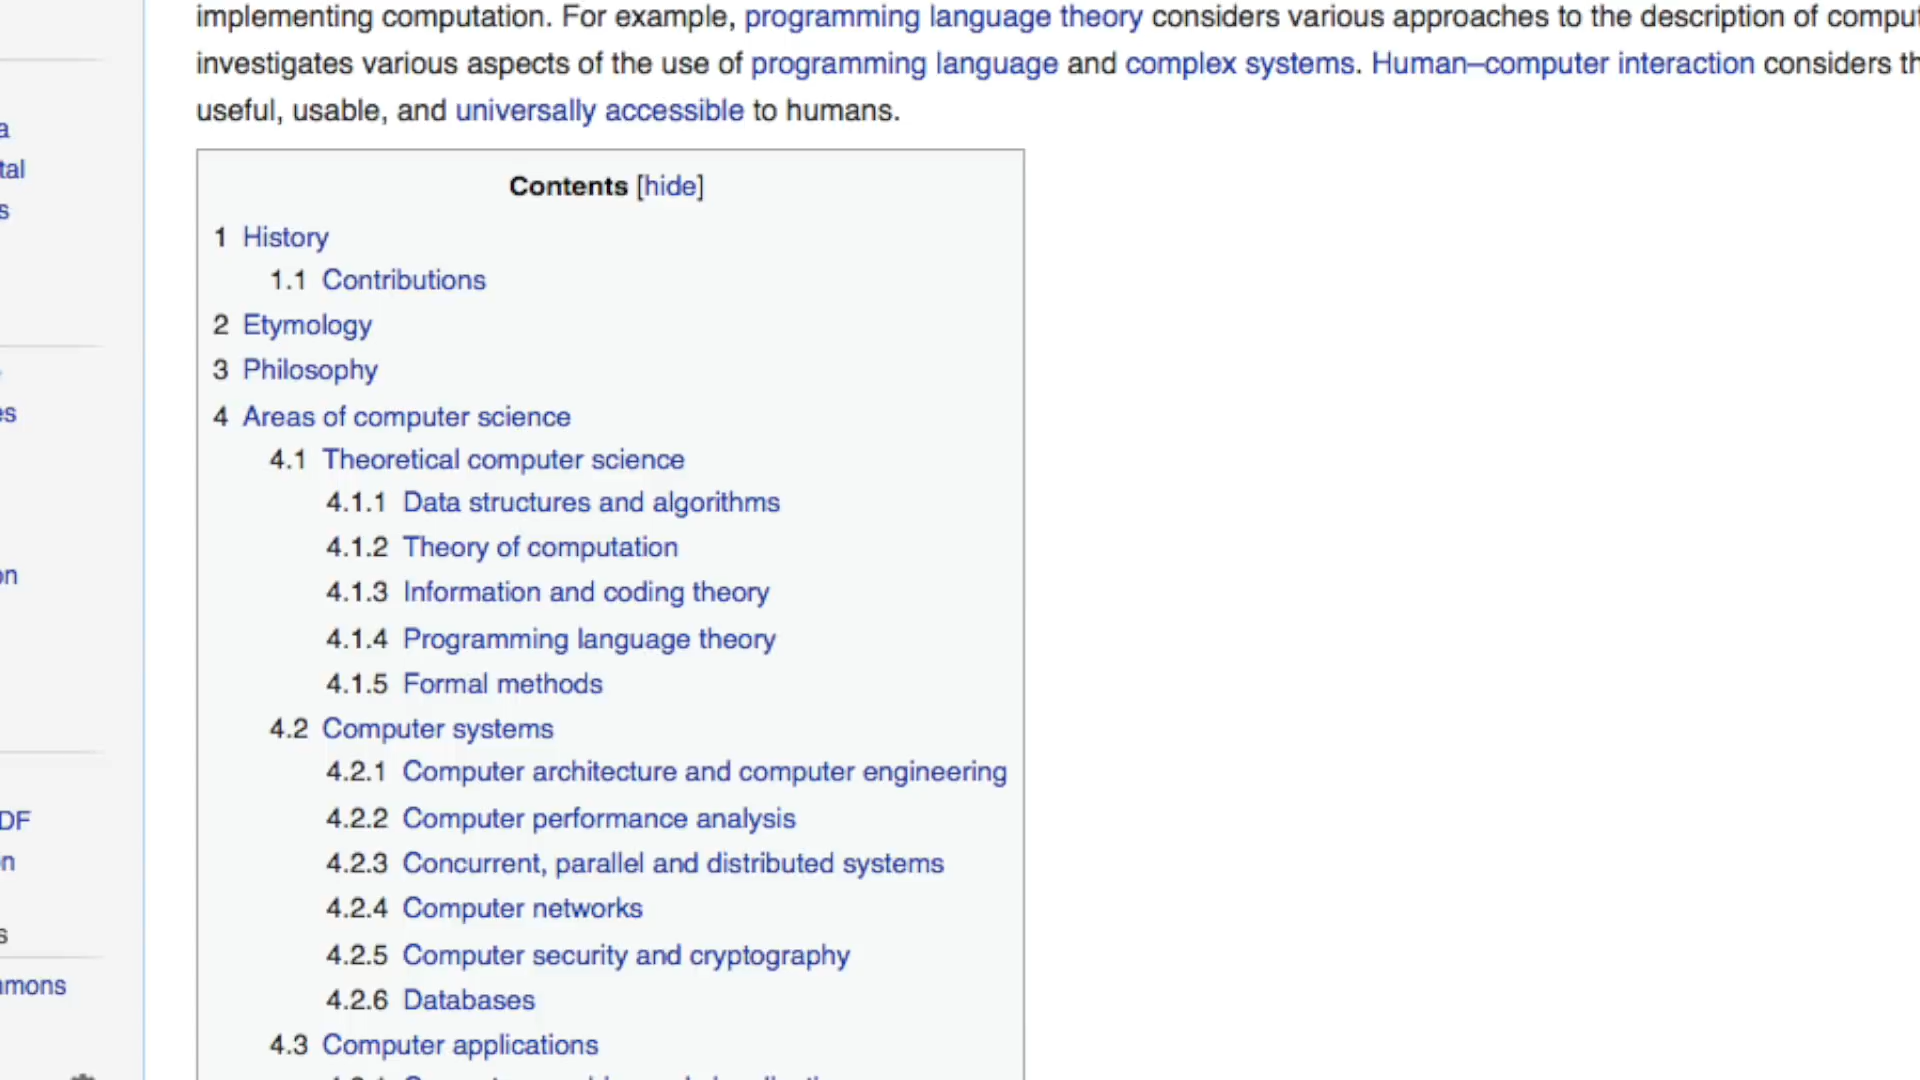 implementing computation. For example, programming language theory considers various approaches to the description of
investigates various aspects of the use of programming language and complex systems. Human–computer interaction considers
useful, usable, and universally accessible to humans.
Contents [hide]
1 History
1.1 Contributions
2 Etymology
3 Philosophy
4 Areas of computer science
4.1 Theoretical computer science
4.1.1 Data structures and algorithms
4.1.2 Theory of computation
4.1.3 Information and coding theory
4.1.4 Programming language theory
4.1.5 Formal methods
4.2 Computer systems
4.2.1 Computer architecture and computer engineering
4.2.2 Computer performance analysis
4.2.3 Concurrent, parallel and distributed systems
4.2.4 Computer networks
4.2.5 Computer security and cryptography
4.2.6 Databases
4.3 Computer applications